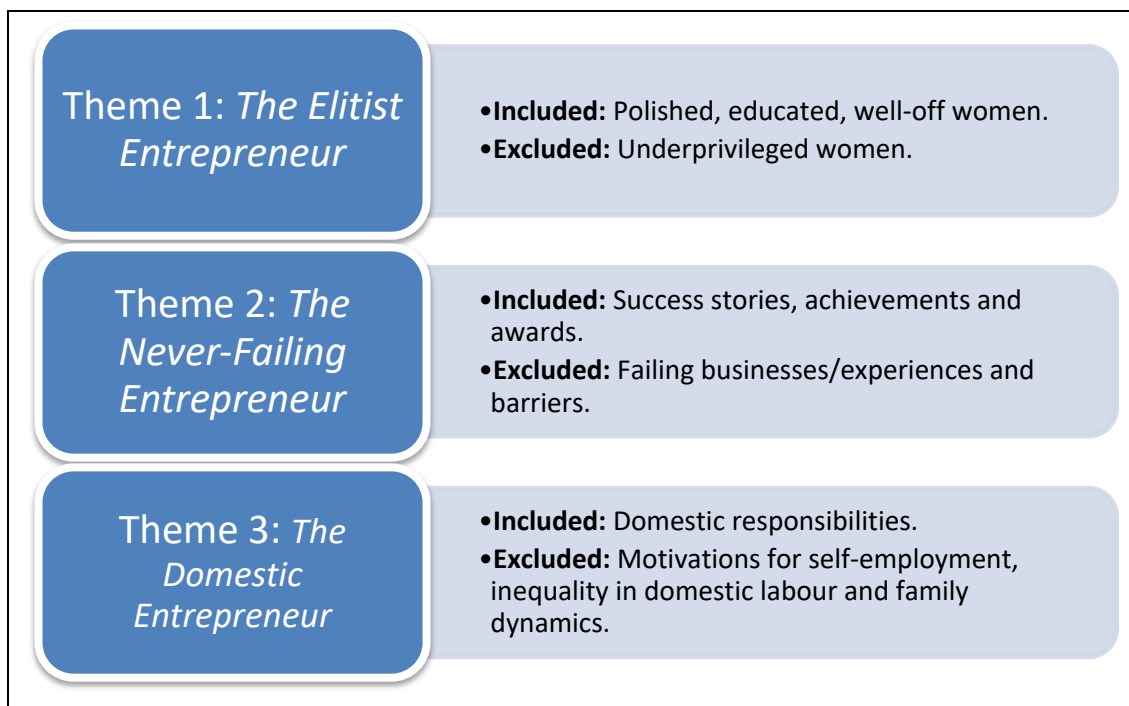 Theme 1: The Elitist
Entrepreneur
•Included: Polished, educated, well-off women.
•Excluded: Underprivileged women.
Theme 2: The
Never-Failing
Entrepreneur
•Included: Success stories, achievements and
awards.
•Excluded: Failing businesses/experiences and
barriers.
Theme 3: The
Domestic
Entrepreneur
•Included: Domestic responsibilities.
•Excluded: Motivations for self-employment,
inequality in domestic labour and family
dynamics.